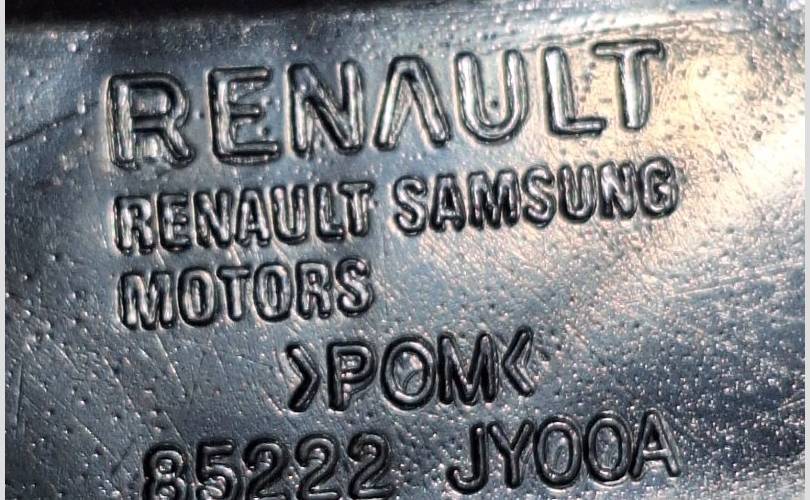 RENAULT
RENAULT SAMSUNG
MOTORS
>POM<
85222 JY00A